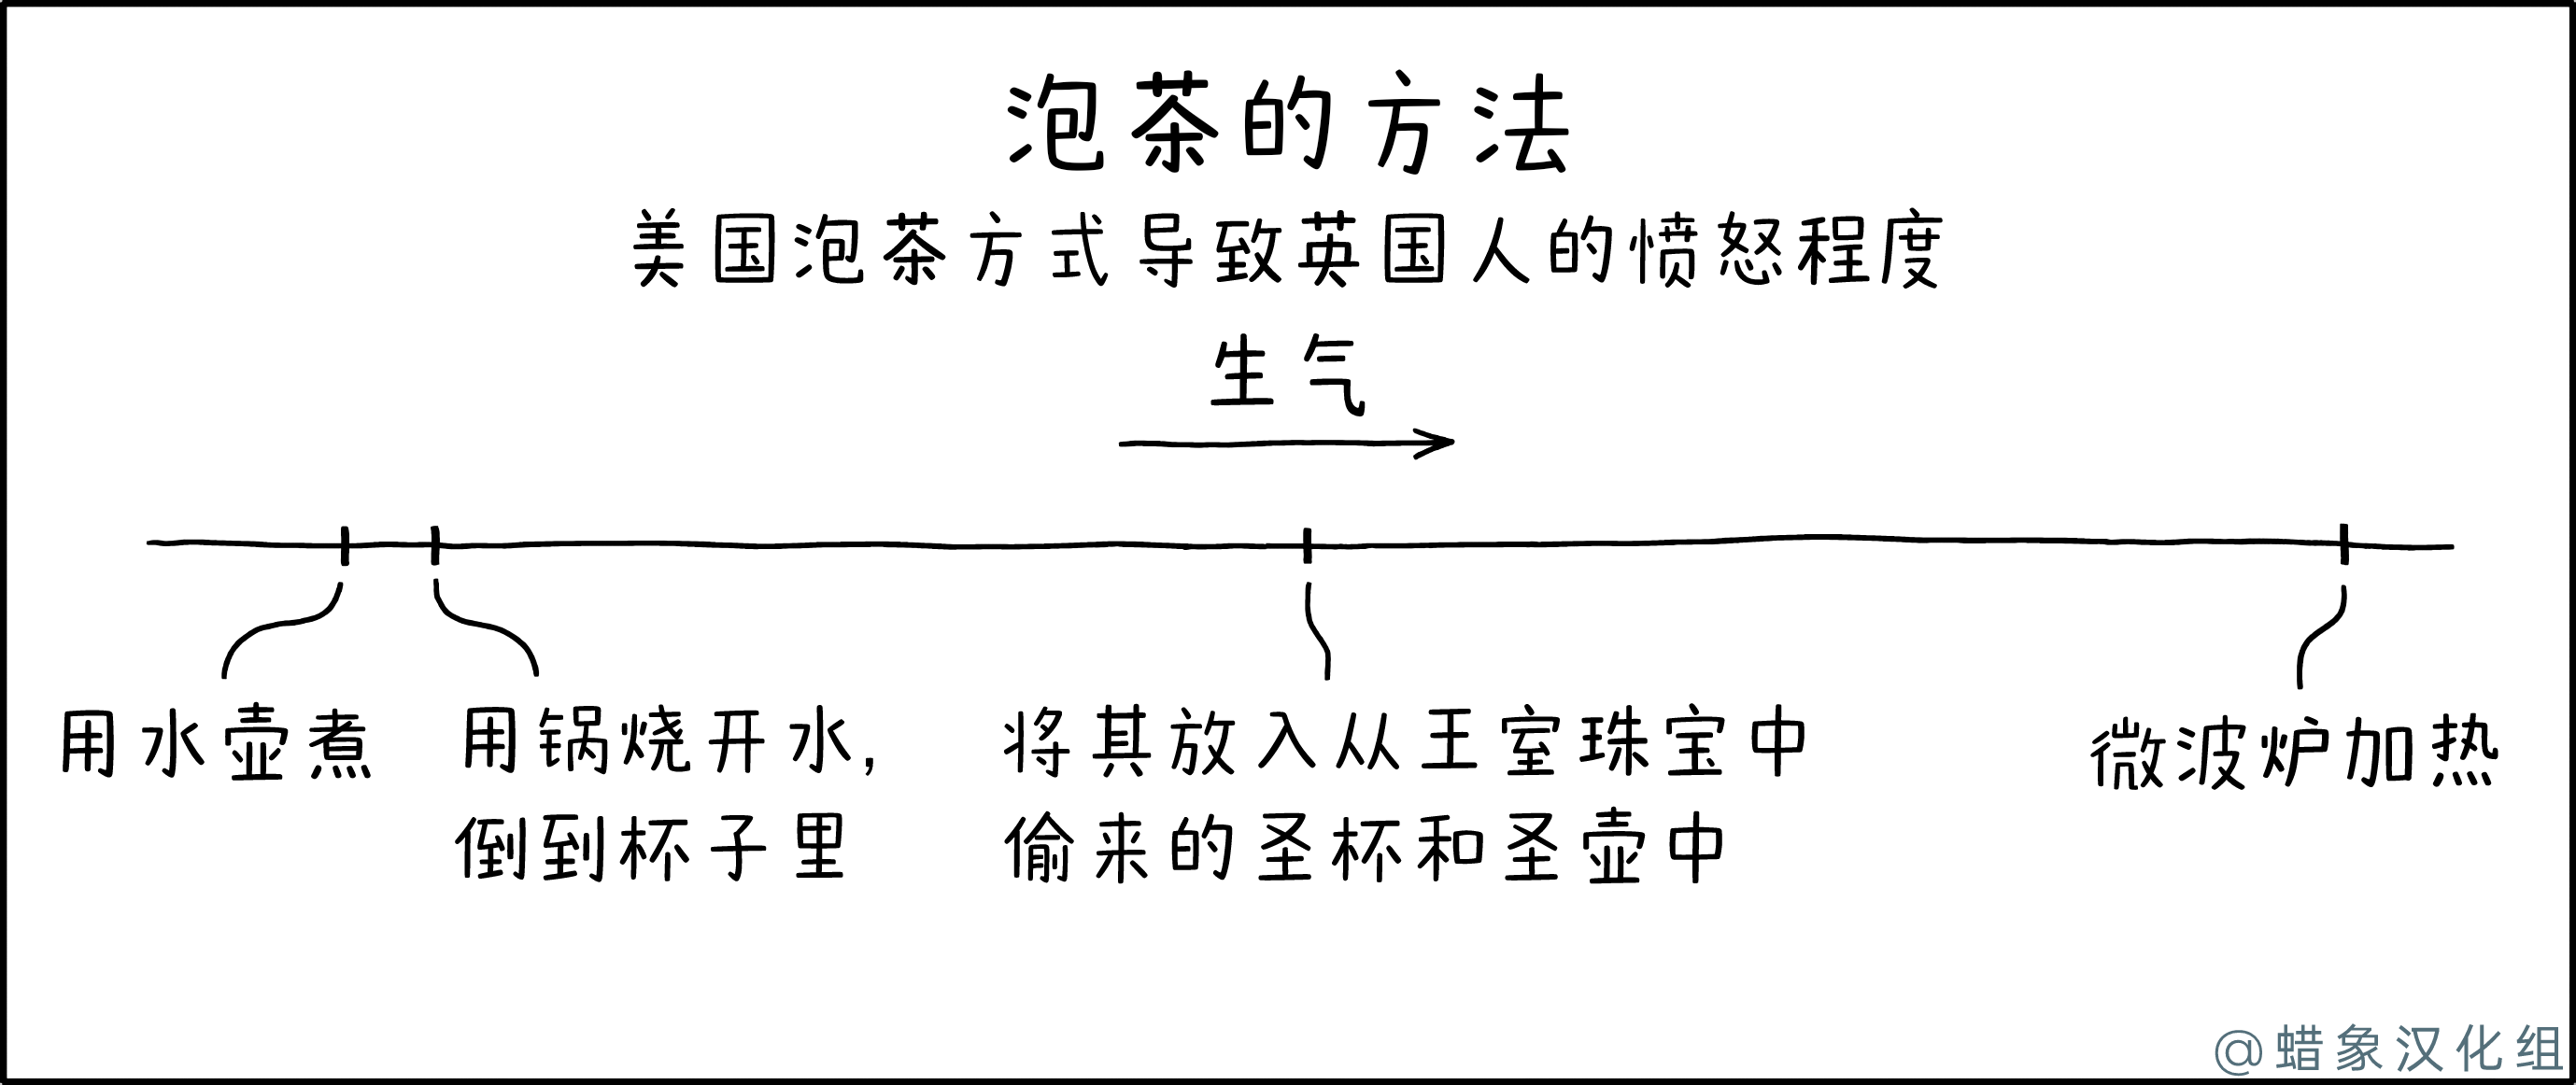 泡茶的方法
美国泡茶方式导致英国人的愤怒程度
生气
用水壶煮
用锅烧开水,
倒到杯子里
将其放入从王室珠宝中
偷来的圣杯和圣壶中
微波炉加热
@蜡象汉化组